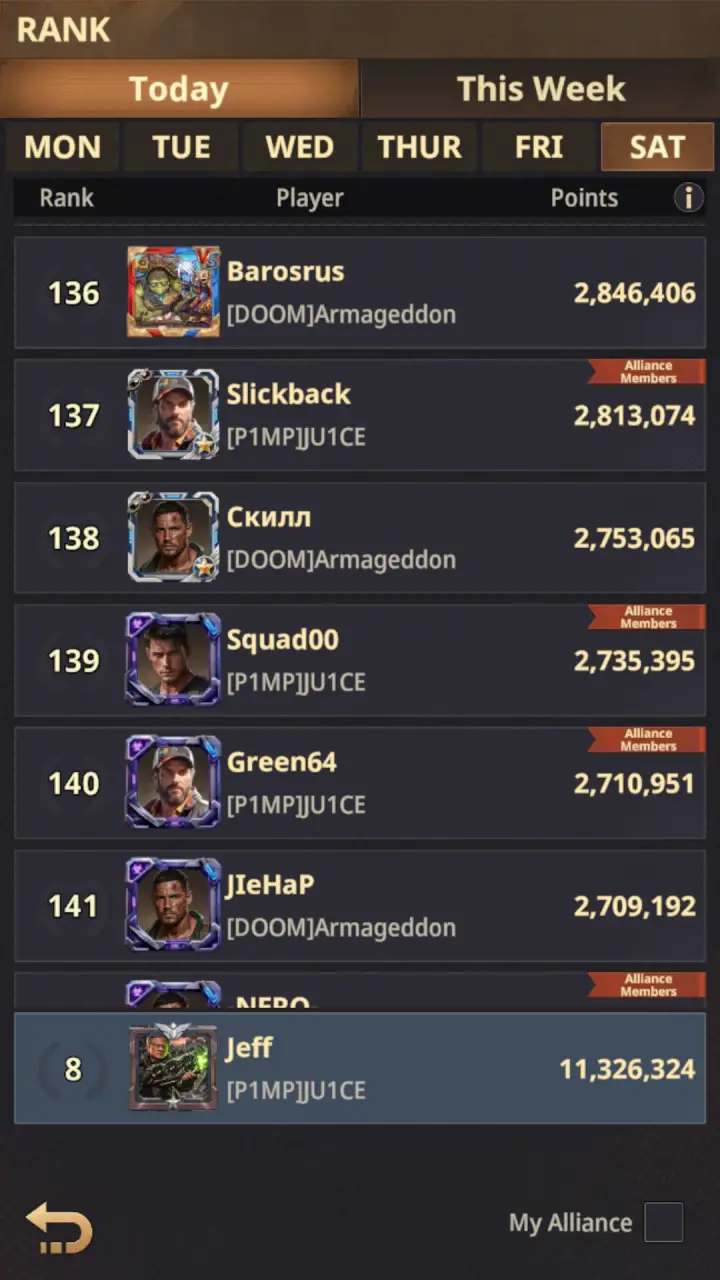 RANK
Today
This Week
MON TUE WED THUR FRI SAT
Rank Player Points
136
Barosrus
[DOOM]Armageddon
2,846,406
Alliance
Members
137
Slickback
[P1MP]JU1CE
2,813,074
138
Скилл
[DOOM]Armageddon
2,753,065
Alliance
Members
139
Squad00
[P1MP]JU1CE
2,735,395
Alliance
Members
140
Green64
[P1MP]JU1CE
2,710,951
141
JIeHaP
[DOOM]Armageddon
2,709,192
Alliance
Members
8
Jeff
[P1MP]JU1CE
11,326,324
My Alliance